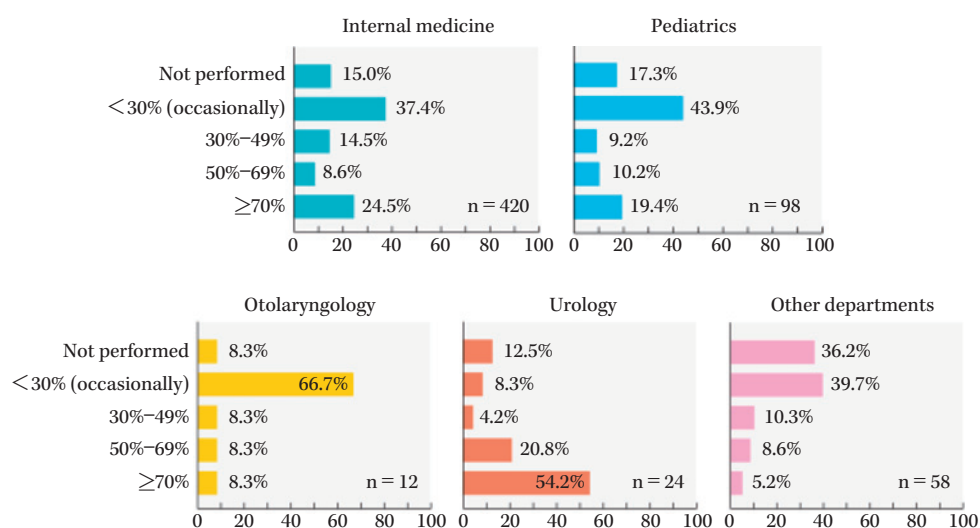 Internal medicine Pediatrics
Not performed 15.0% 17.3%
<30% (occasionally) 37.4% 43.9%
30%–49% 14.5% 9.2%
50%–69% 8.6% 10.2%
≥70% 24.5% n = 420 19.4% n = 98
0 20 40 60 80 100 0 20 40 60 80 100
Otolaryngology Urology Other departments
Not performed 8.3% 12.5% 36.2%
<30% (occasionally) 66.7% 8.3% 39.7%
30%–49% 8.3% 4.2% 10.3%
50%–69% 8.3% 20.8% 8.6%
≥70% 8.3% n = 12 54.2% n = 24 5.2% n = 58
0 20 40 60 80 100 0 20 40 60 80 100 0 20 40 60 80 100